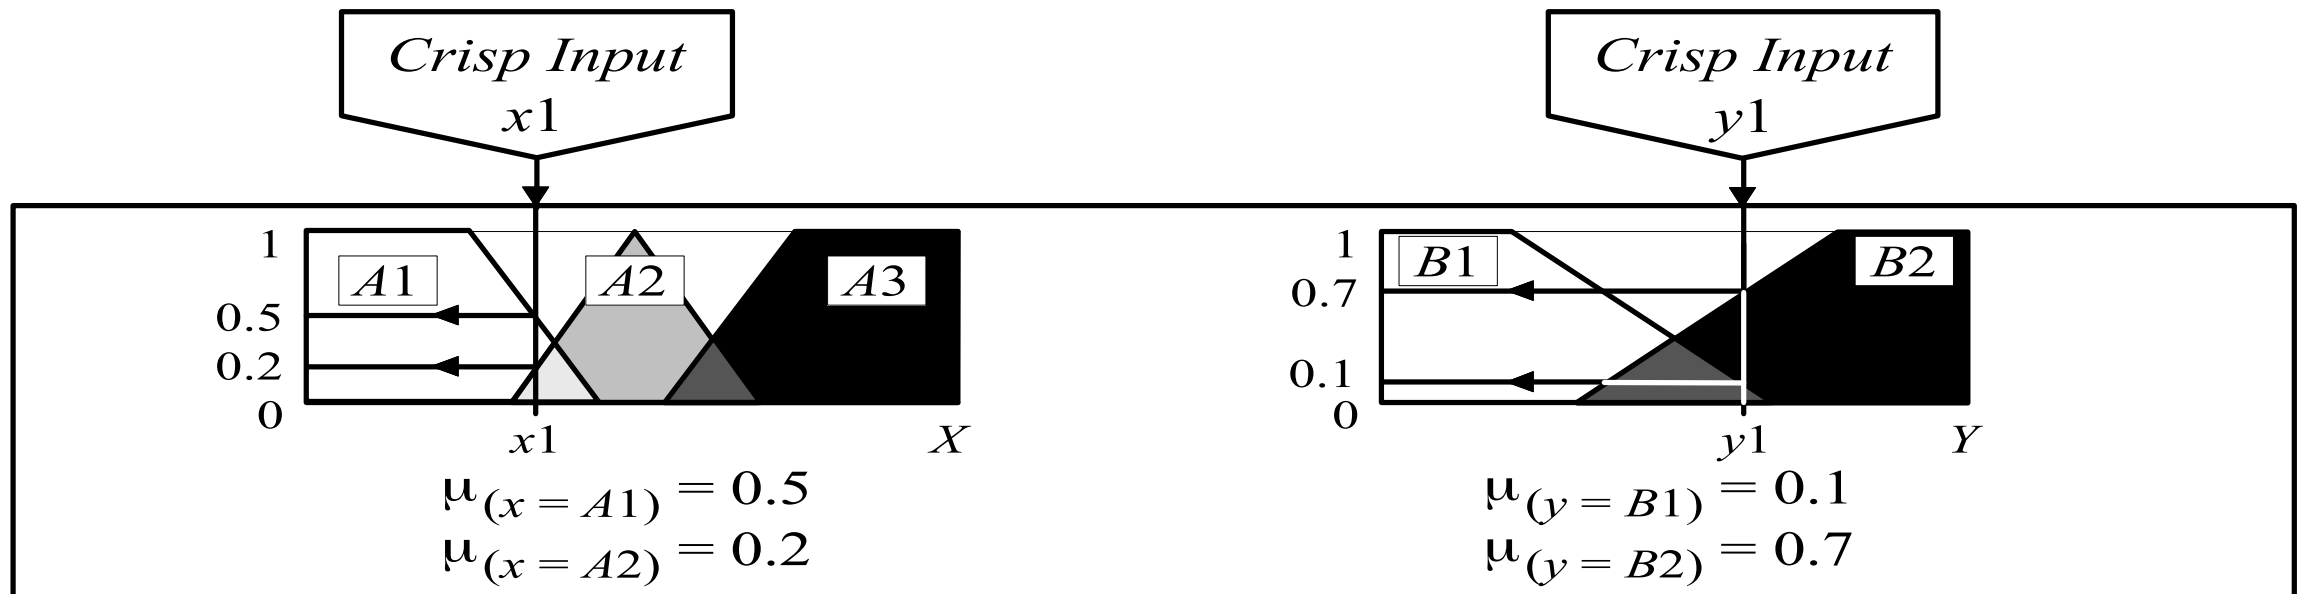 Crisp Input
x1
Crisp Input
y1
1
A1
A2
A3
0.5
0.2
0
x1
X
μ(x = A1) = 0.5
μ(x = A2) = 0.2
1
B1
B2
0.7
0.1
0
y1
Y
μ(y = B1) = 0.1
μ(y = B2) = 0.7